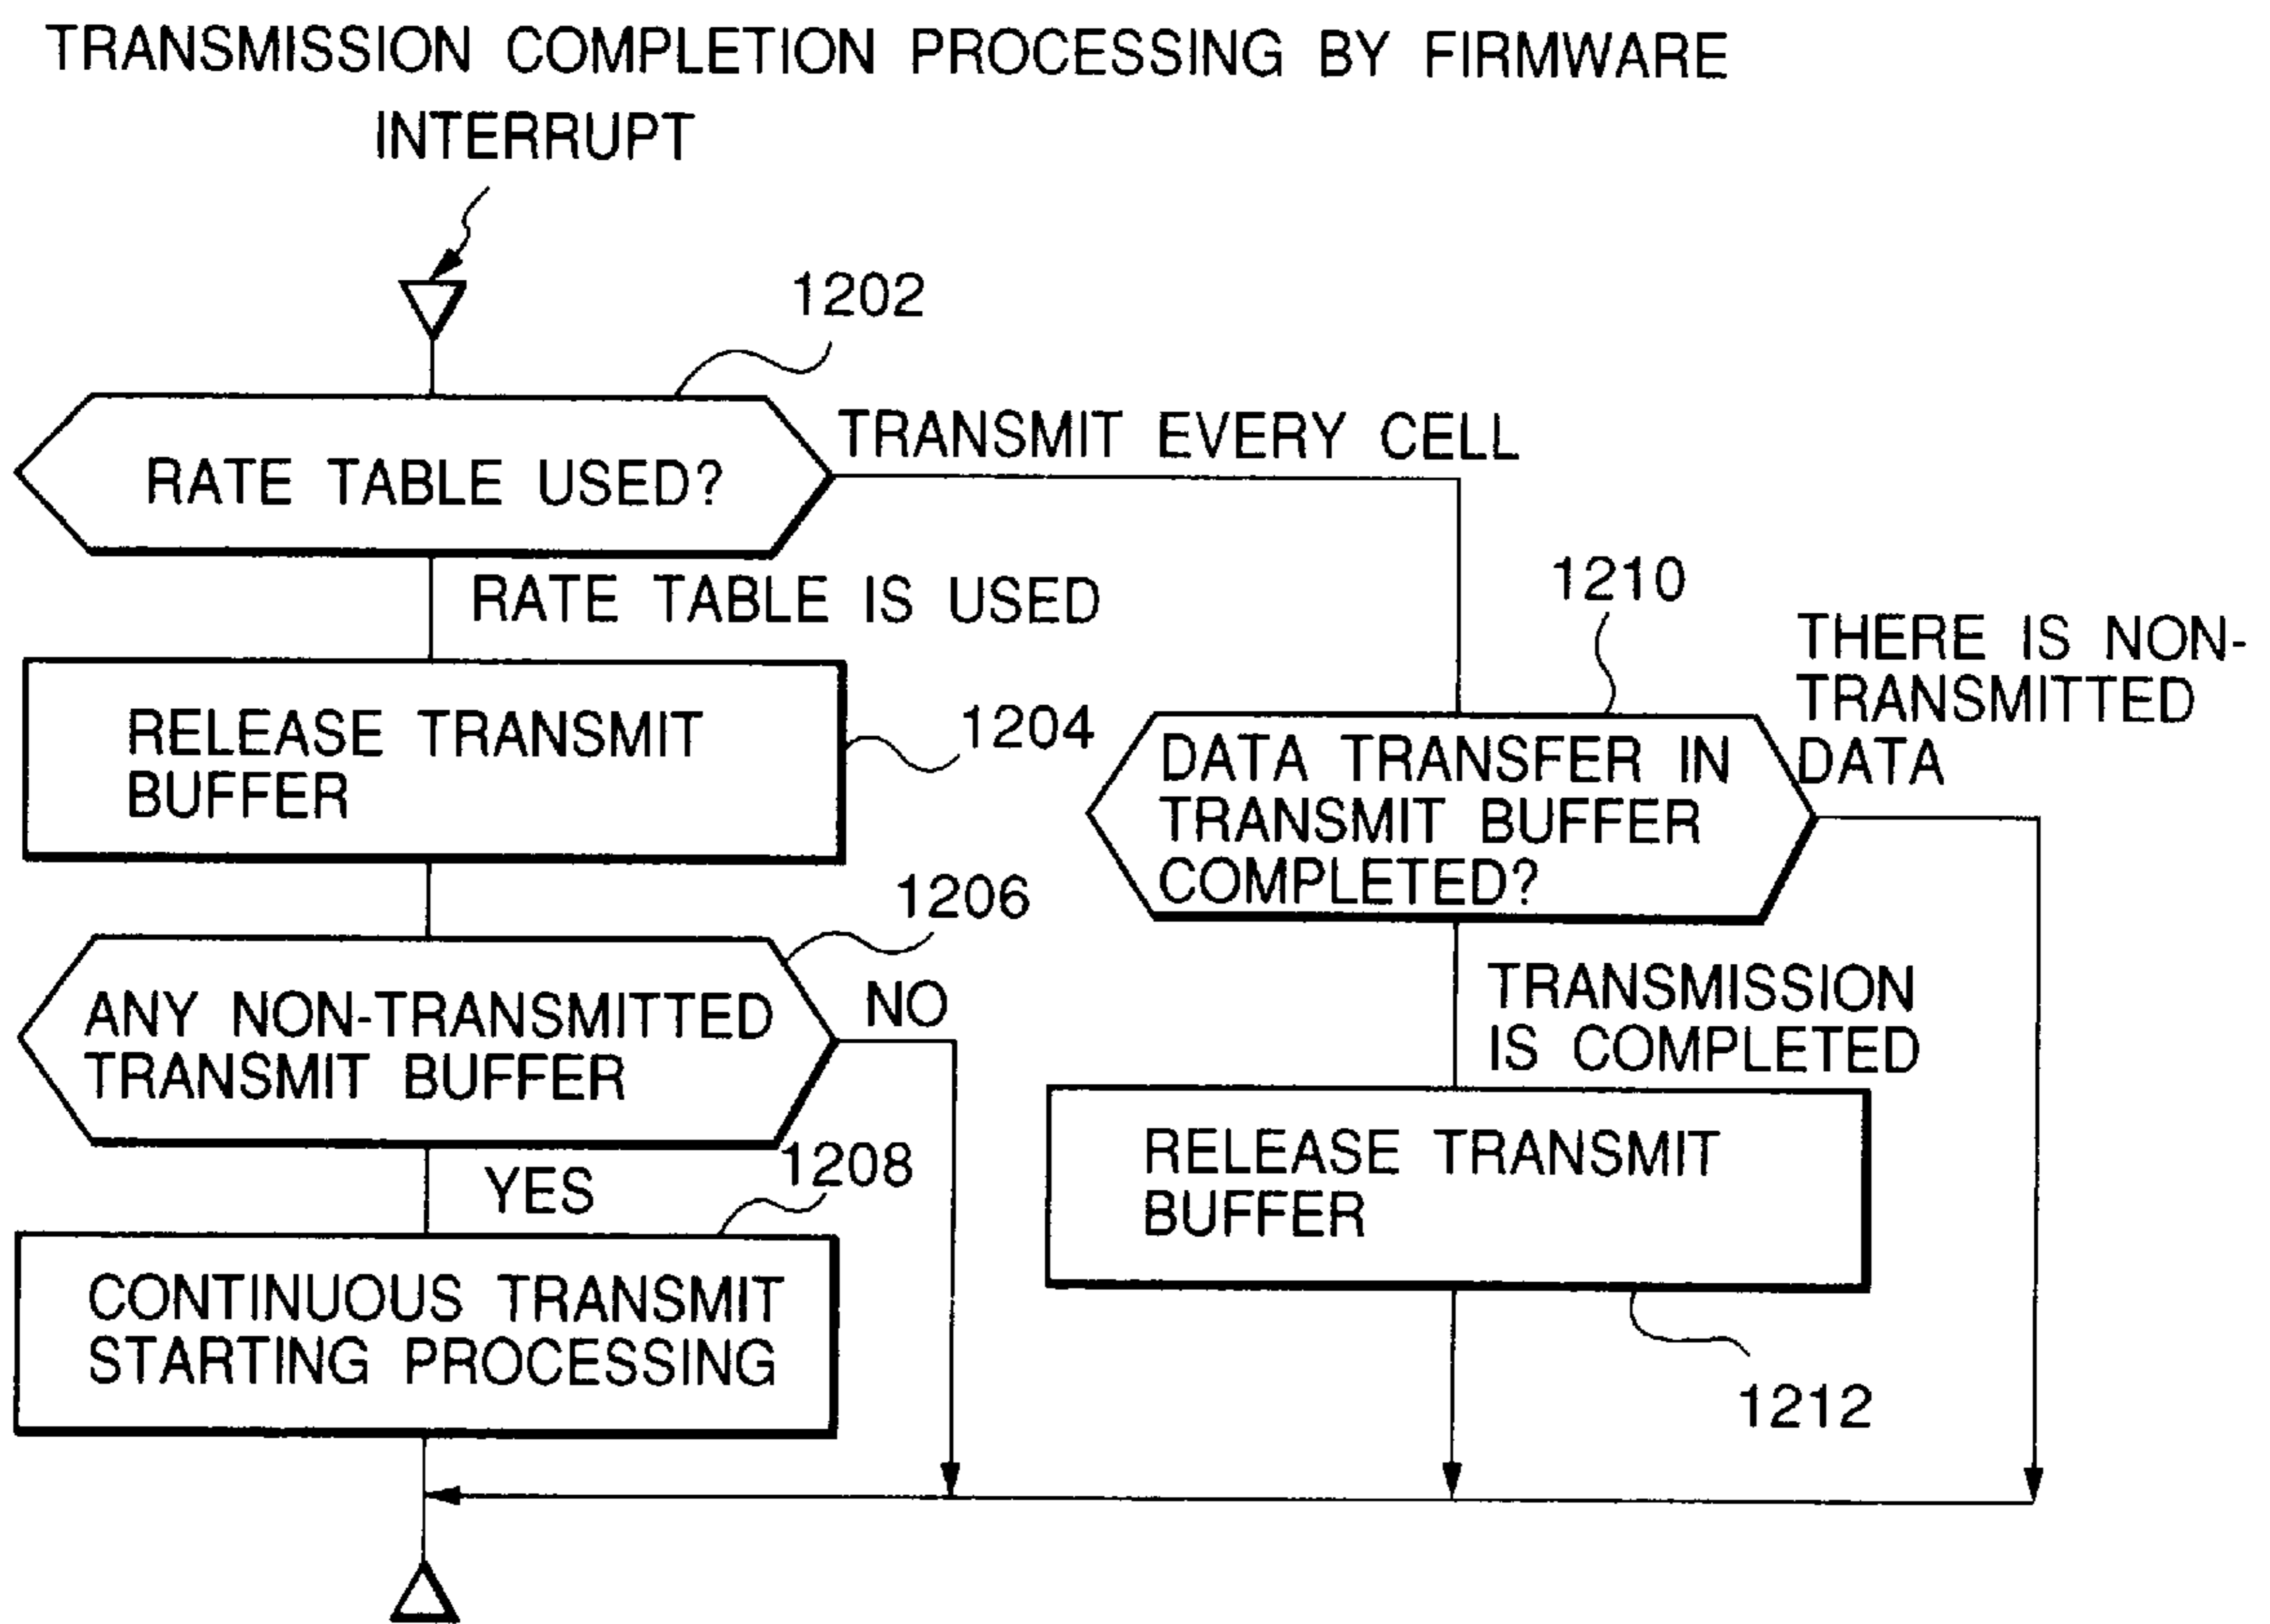 TRANSMISSION COMPLETION PROCESSING BY FIRMWARE
INTERRUPT
1202
RATE TABLE USED?
TRANSMIT EVERY CELL
RATE TABLE IS USED
RELEASE TRANSMIT
BUFFER
1204
1206
ANY NON-TRANSMITTED
TRANSMIT BUFFER
NO
YES
1208
CONTINUOUS TRANSMIT
STARTING PROCESSING
1210
DATA TRANSFER IN
TRANSMIT BUFFER
COMPLETED?
THERE IS NON-
TRANSMITTED
DATA
TRANSMISSION
IS COMPLETED
RELEASE TRANSMIT
BUFFER
1212